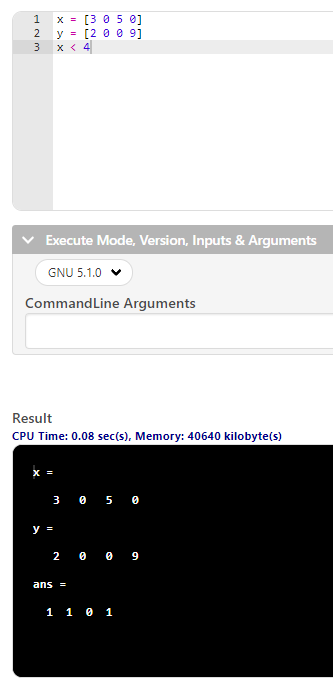 1 x = [3 0 5 0]
2 y = [2 0 0 9]
3 x < 4
Execute Mode, Version, Inputs & Arguments
GNU 5.1.0
CommandLine Arguments
Result
CPU Time: 0.08 sec(s), Memory: 40640 kilobyte(s)
x =
3 0 5 0
y =
2 0 0 9
ans =
1 1 0 1